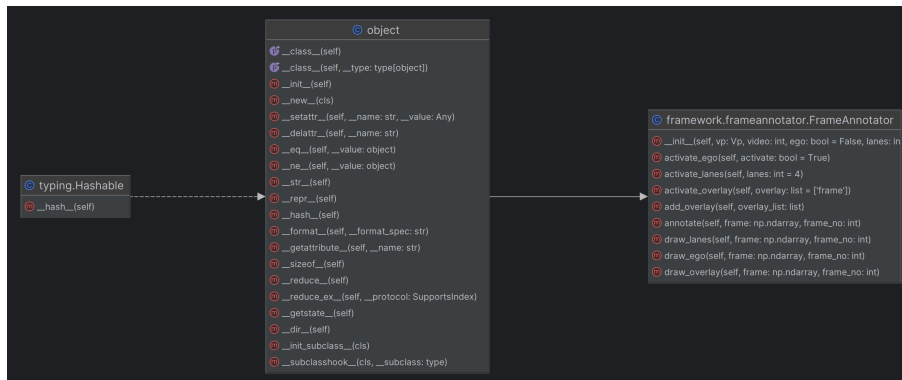 object
__class__(self)
__class__(self, __type: type[object])
__init__(self)
__new__(cls)
__setattr__(self, __name: str, __value: Any)
__delattr__(self, __name: str)
__eq__(self, __value: object)
__ne__(self, __value: object)
__str__(self)
__repr__(self)
__hash__(self)
__format__(self, __format_spec: str)
__getattribute__(self, __name: str)
__sizeof__(self)
__reduce__(self)
__reduce_ex__(self, __protocol: SupportsIndex)
__getstate__(self)
__dir__(self)
__init_subclass__(cls)
__subclasshook__(cls, __subclass: type)
typing.Hashable
__hash__(self)
framework.frameannotator.FrameAnnotator
__init__(self, vp: Vp, video: int, ego: bool = False, lanes: in
activate_ego(self, activate: bool = True)
activate_lanes(self, lanes: int = 4)
activate_overlay(self, overlay: list = ['frame'])
add_overlay(self, overlay_list: list)
annotate(self, frame: np.ndarray, frame_no: int)
draw_lanes(self, frame: np.ndarray, frame_no: int)
draw_ego(self, frame: np.ndarray, frame_no: int)
draw_overlay(self, frame: np.ndarray, frame_no: int)